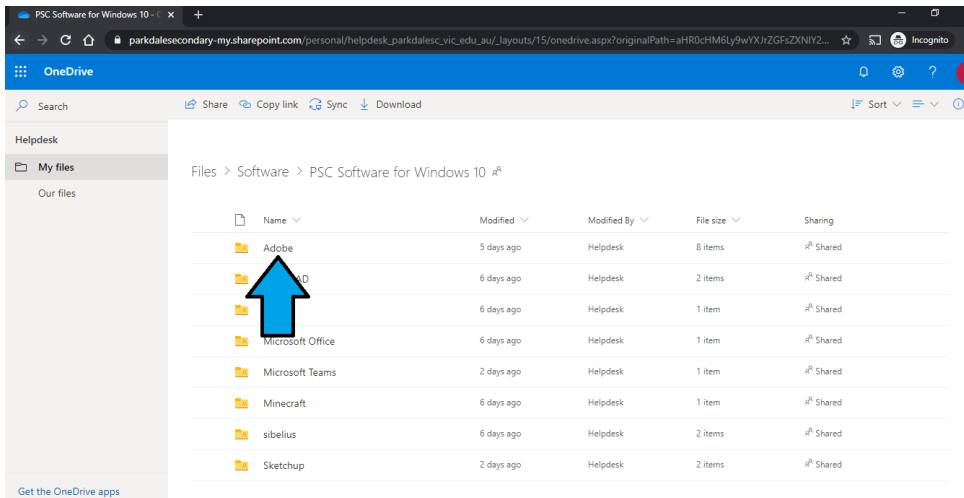 PSC Software for Windows 10 - O
parkdalesecondary-my.sharepoint.com/personal/helpdesk_parkdalesc_vic_edu_au/_layouts/15/onedrive.aspx?originalPath=aHR0cHM6Ly9wYXJrZGFsZXNlY2... Incognito
OneDrive
Search Share Copy link Sync Download Sort
Helpdesk
My files
Our files
Files > Software > PSC Software for Windows 10
Name Modified Modified By File size Sharing
Adobe 5 days ago Helpdesk 8 items Shared
AD 6 days ago Helpdesk 2 items Shared
6 days ago Helpdesk 1 item Shared
Microsoft Office 6 days ago Helpdesk 1 item Shared
Microsoft Teams 2 days ago Helpdesk 1 item Shared
Minecraft 6 days ago Helpdesk 1 item Shared
sibelius 6 days ago Helpdesk 2 items Shared
Sketchup 2 days ago Helpdesk 2 items Shared
Get the OneDrive apps